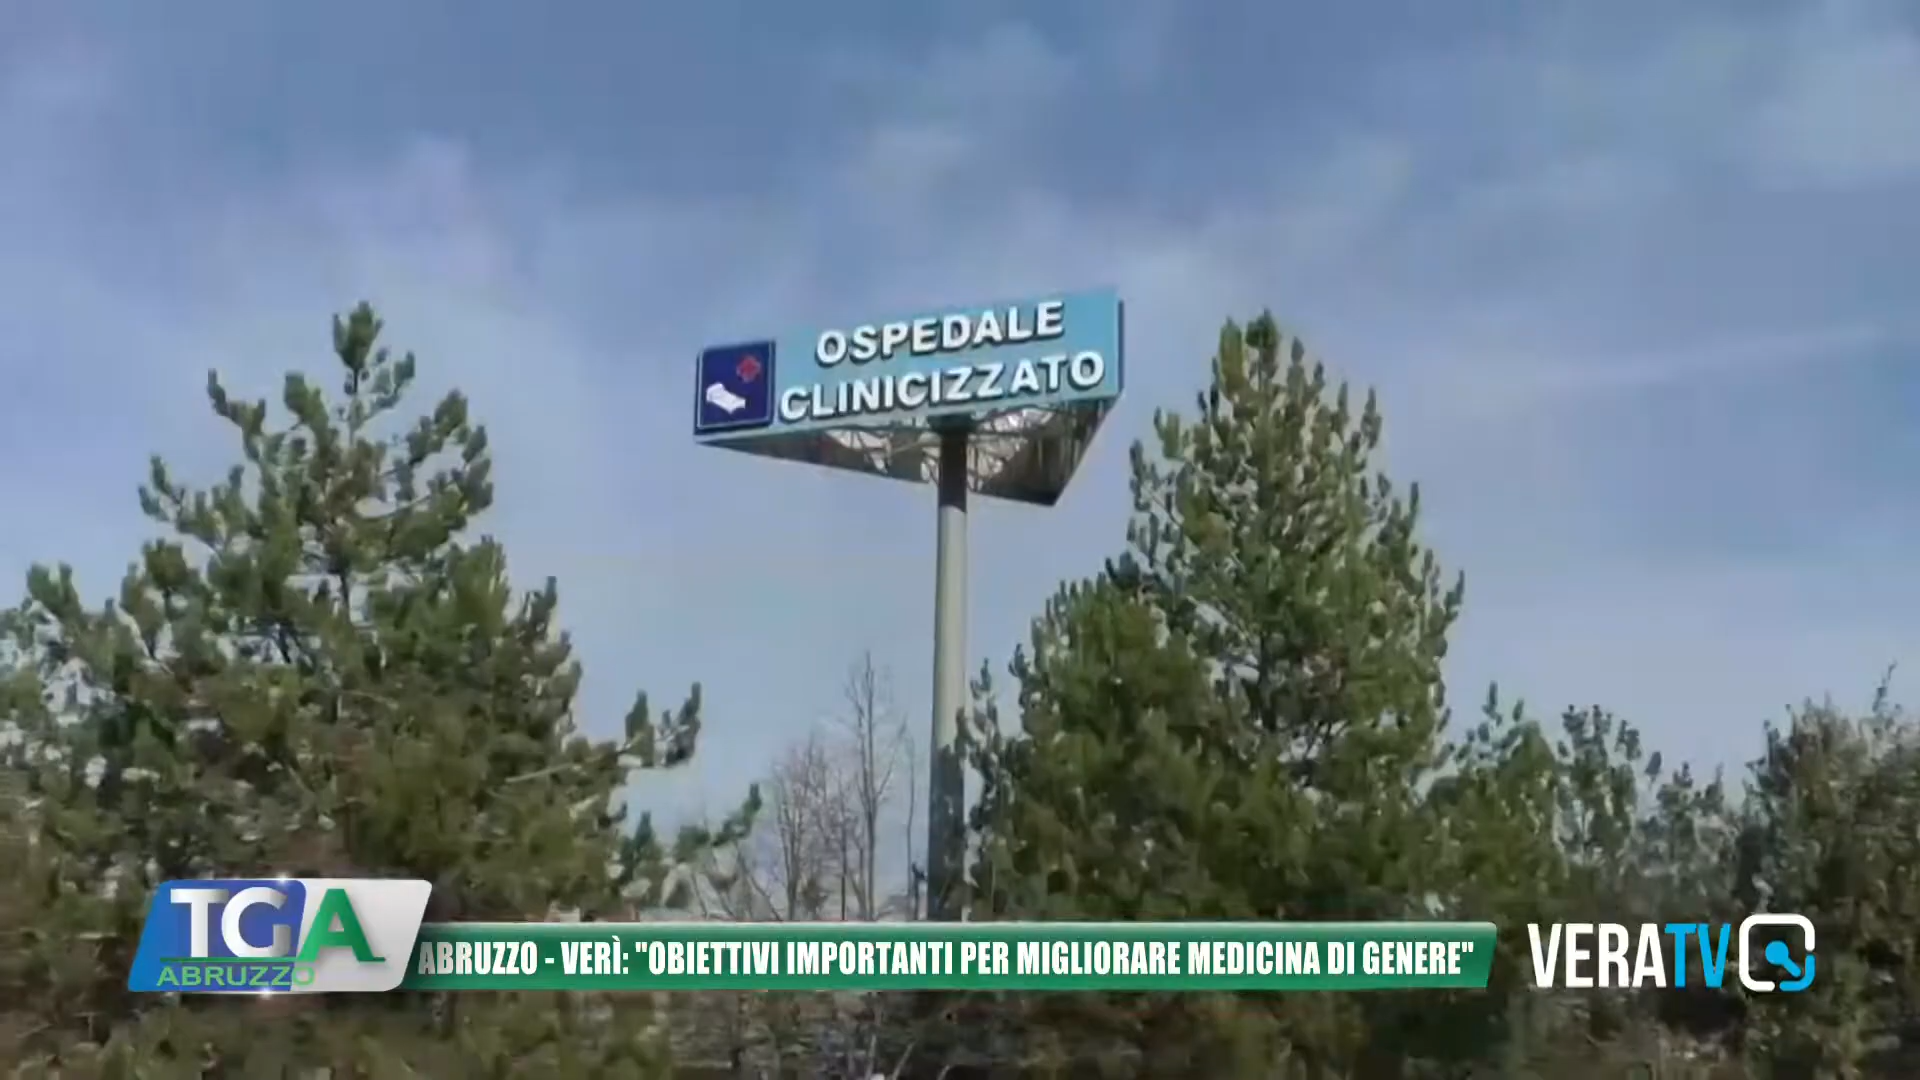 OSPEDALE
CLINICIZZATO
TGA
ABRUZZO
ABRUZZO - VERÌ: "OBIETTIVI IMPORTANTI PER MIGLIORARE MEDICINA DI GENERE"
VERATV